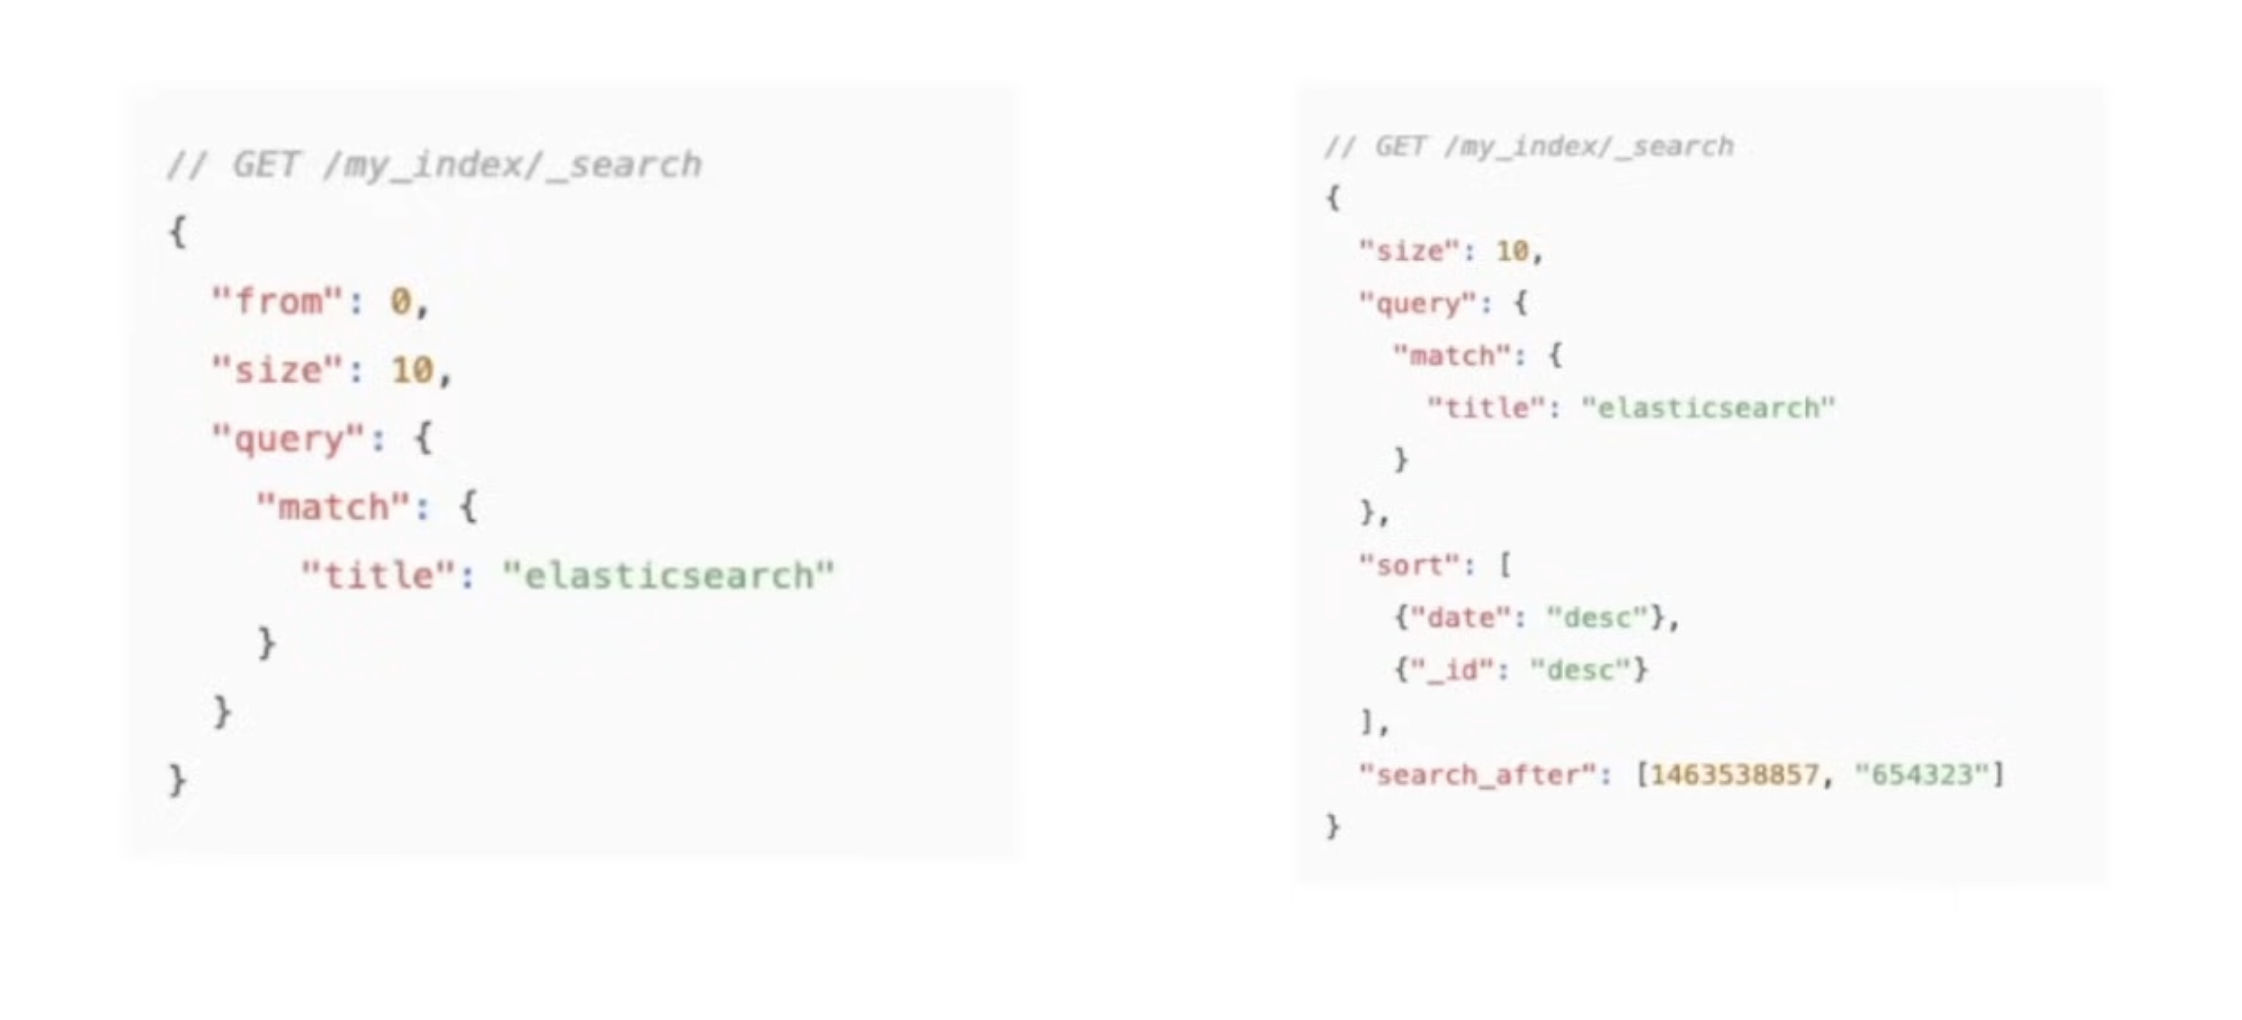 // GET /my_index/_search
{
  "from": 0,
  "size": 10,
  "query": {
    "match": {
      "title": "elasticsearch"
    }
  }
}
// GET /my_index/_search
{
  "size": 10,
  "query": {
    "match": {
      "title": "elasticsearch"
    }
  },
  "sort": [
    {"date": "desc"},
    {"_id": "desc"}
  ],
  "search_after": [1463538857, "654323"]
}